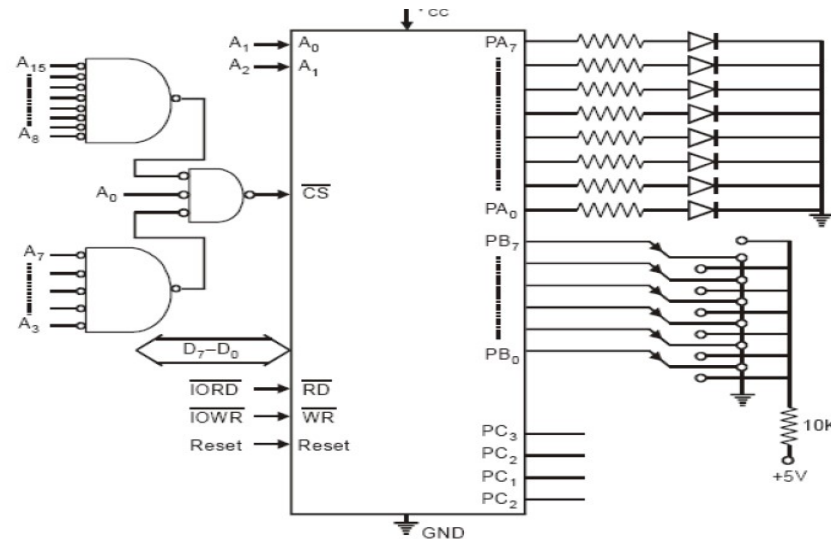 CC
A1 A0
A2 A1
A15
A8
A0
CS
A7
A3
D7–D0
IORD RD
IOWR WR
Reset Reset
PA7
PA0
PB7
PB0
PC3
PC2
PC1
PC2
10K
+5V
GND